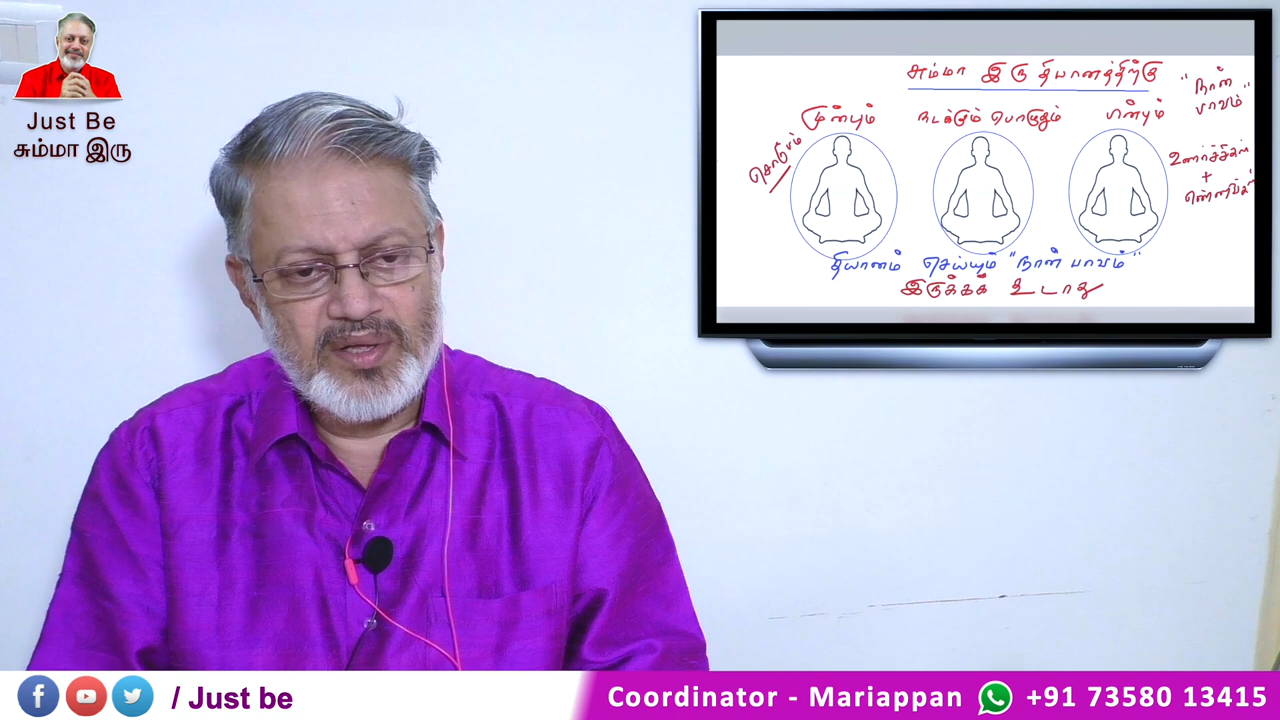 Just Be
சும்மா இரு
சும்மா இரு தியானத்திற்கு
"நான்
பாவம்"
முன்பும் நடக்கும் பொழுதும் பின்பும்
சொரூபம்
உணர்ச்சிகள்
+
எண்ணங்கள்
தியானம் செய்யும் "நான் பாவம்"
இருக்கக் கூடாது
/ Just be
Coordinator - Mariappan +91 73580 13415